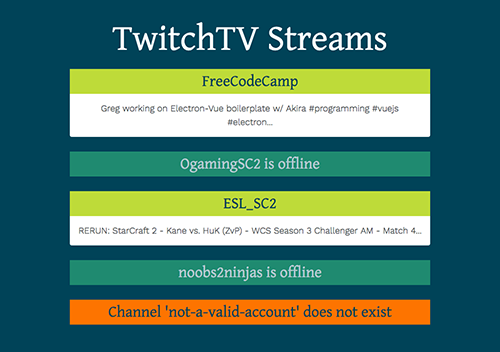 TwitchTV Streams
FreeCodeCamp
Greg working on Electron-Vue boilerplate w/ Akira #programming #vuejs
#electron...
OgamingSC2 is offline
ESL_SC2
RERUN: StarCraft 2 - Kane vs. HuK (ZvP) - WCS Season 3 Challenger AM - Match 4...
noobs2ninjas is offline
Channel 'not-a-valid-account' does not exist